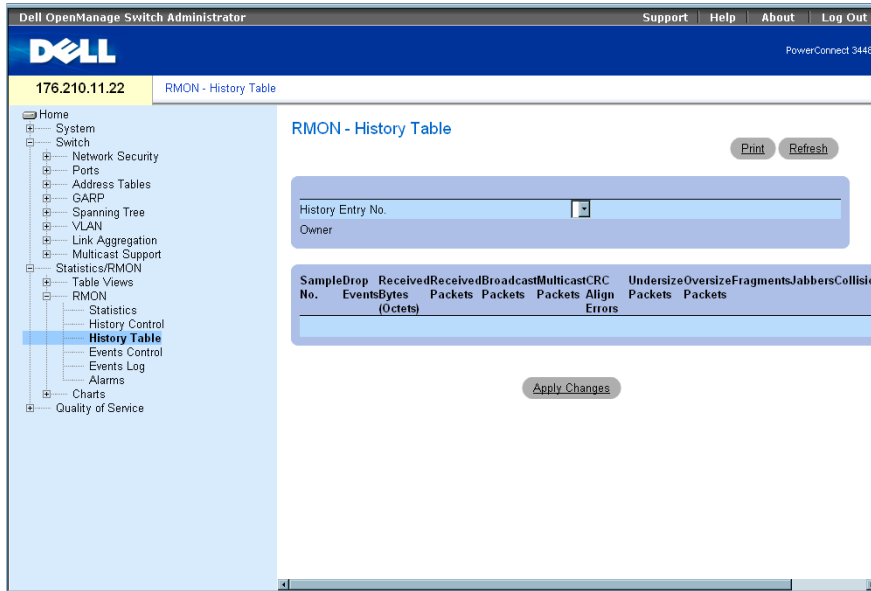 Dell OpenManage Switch Administrator
Support Help About Log Out
DELL
PowerConnect 3448
176.210.11.22
RMON - History Table
Home
System
Switch
Network Security
Ports
Address Tables
GARP
Spanning Tree
VLAN
Link Aggregation
Multicast Support
Statistics/RMON
Table Views
RMON
Statistics
History Control
History Table
Events Control
Events Log
Alarms
Charts
Quality of Service
RMON - History Table
Print Refresh
History Entry No.
Owner
Sample Drop Received Received Broadcast Multicast CRC Undersize Oversize Fragments Jabbers
No. Events Bytes Packets Packets Packets Align Packets Packets
(Octets) Errors
Apply Changes